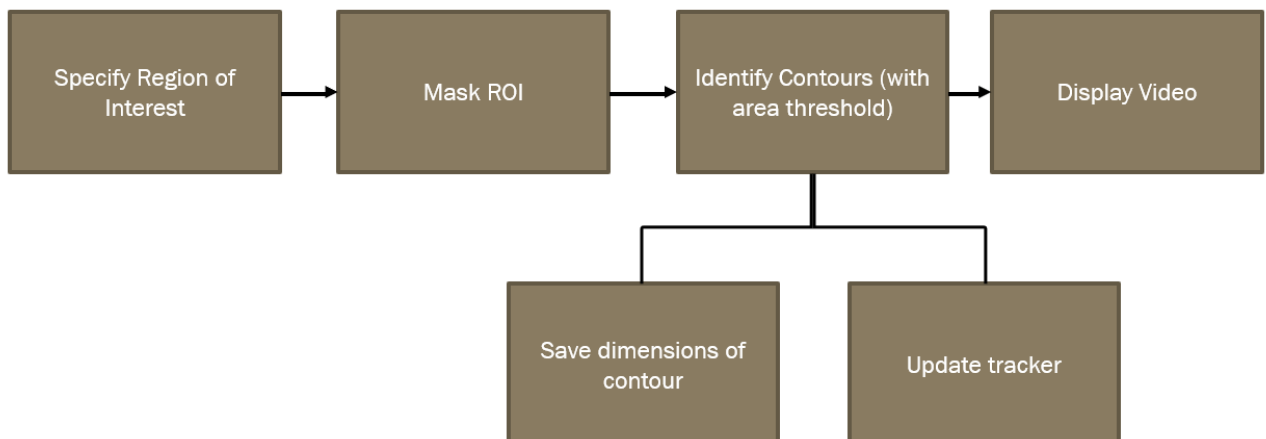 Specify Region of
Interest
Mask ROI
Identify Contours (with
area threshold)
Display Video
Save dimensions of
contour
Update tracker